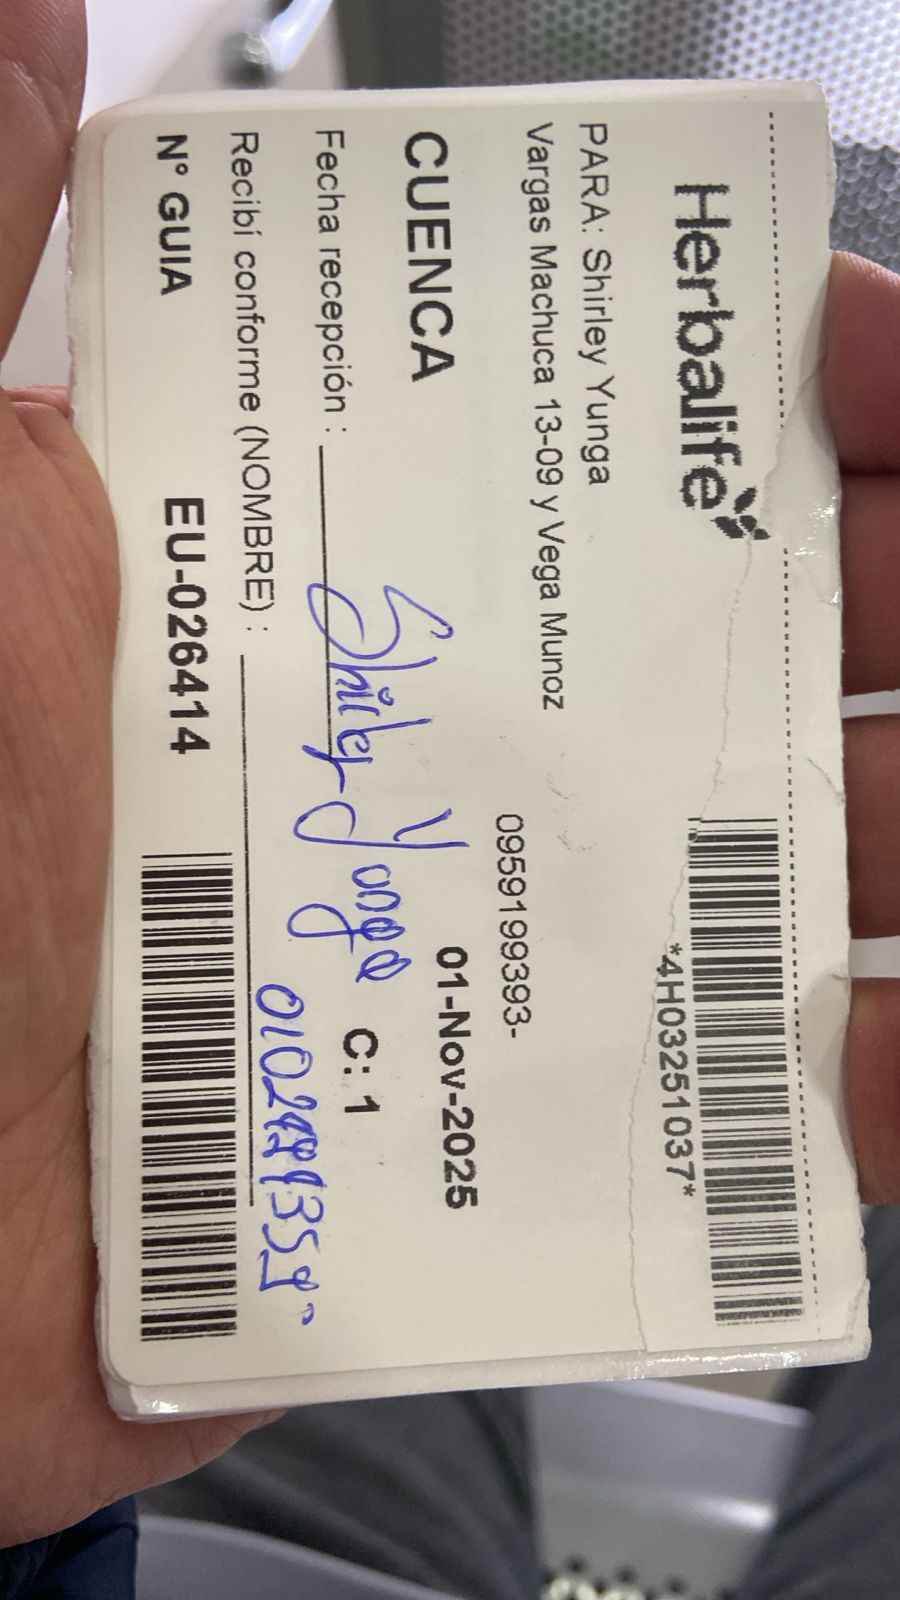 Herbalife
*4H03251037*
PARA: Shirley Yunga
Vargas Machuca 13-09 y Vega Munoz
0959199393-
CUENCA
01-Nov-2025
Fecha recepción :
C: 1
Shirley Yunga
Recibí conforme (NOMBRE) :
Nº GUIA
EU-026414